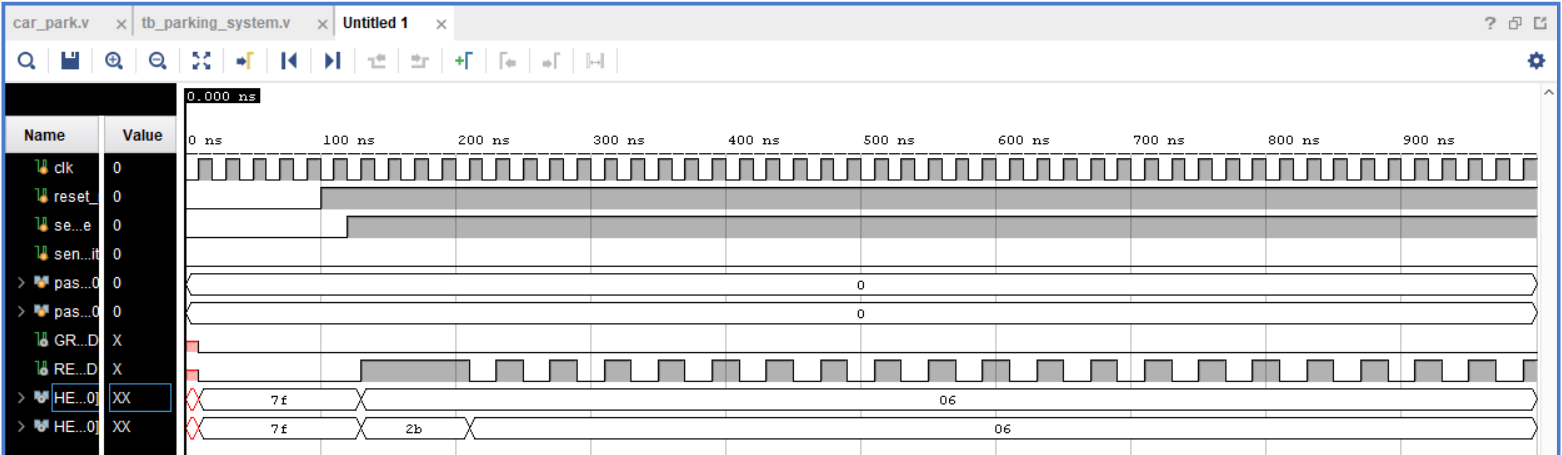 car_park.v × tb_parking_system.v × Untitled 1 × ?
0.000 ns
Name Value 0 ns 100 ns 200 ns 300 ns 400 ns 500 ns 600 ns 700 ns 800 ns 900 ns
clk 0
reset_ 0
se...e 0
sen...it 0
> pas...0 0 0
> pas...0 0 0
GR...D X
RE...D X
> HE...0] XX 7f 06
> HE...0] XX 7f 2b 06